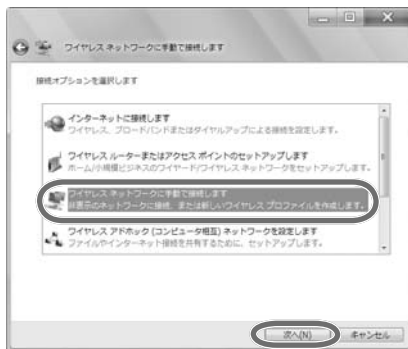 ワイヤレス ネットワークに手動で接続します
接続オプションを選択します
インターネットに接続します
ワイヤレス、ブロードバンドまたはダイヤルアップによる接続を設定します。
ワイヤレス ルーターまたはアクセス ポイントのセットアップします
ホーム/小規模ビジネスのワイヤード/ワイヤレス ネットワークをセットアップします。
ワイヤレス ネットワークに手動で接続します
非表示のネットワークに接続、または新しいワイヤレス プロファイルを作成します。
ワイヤレス アドホック (コンピュータ相互) ネットワークを設定します
ファイルやインターネット接続を共有するために、セットアップします。
次へ(N)
キャンセル